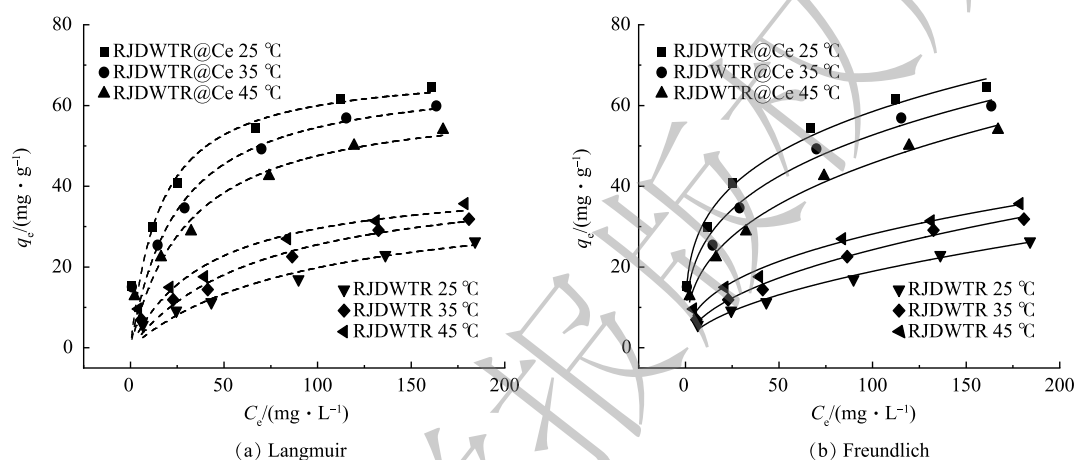 80
60
40
20
0
qe/(mg·g⁻¹)
RJDWTR@Ce 25 ℃
RJDWTR@Ce 35 ℃
RJDWTR@Ce 45 ℃
RJDWTR 25 ℃
RJDWTR 35 ℃
RJDWTR 45 ℃
0 50 100 150 200
Ce/(mg·L⁻¹)
(a) Langmuir
80
60
40
20
0
qe/(mg·g⁻¹)
RJDWTR@Ce 25 ℃
RJDWTR@Ce 35 ℃
RJDWTR@Ce 45 ℃
RJDWTR 25 ℃
RJDWTR 35 ℃
RJDWTR 45 ℃
0 50 100 150 200
Ce/(mg·L⁻¹)
(b) Freundlich